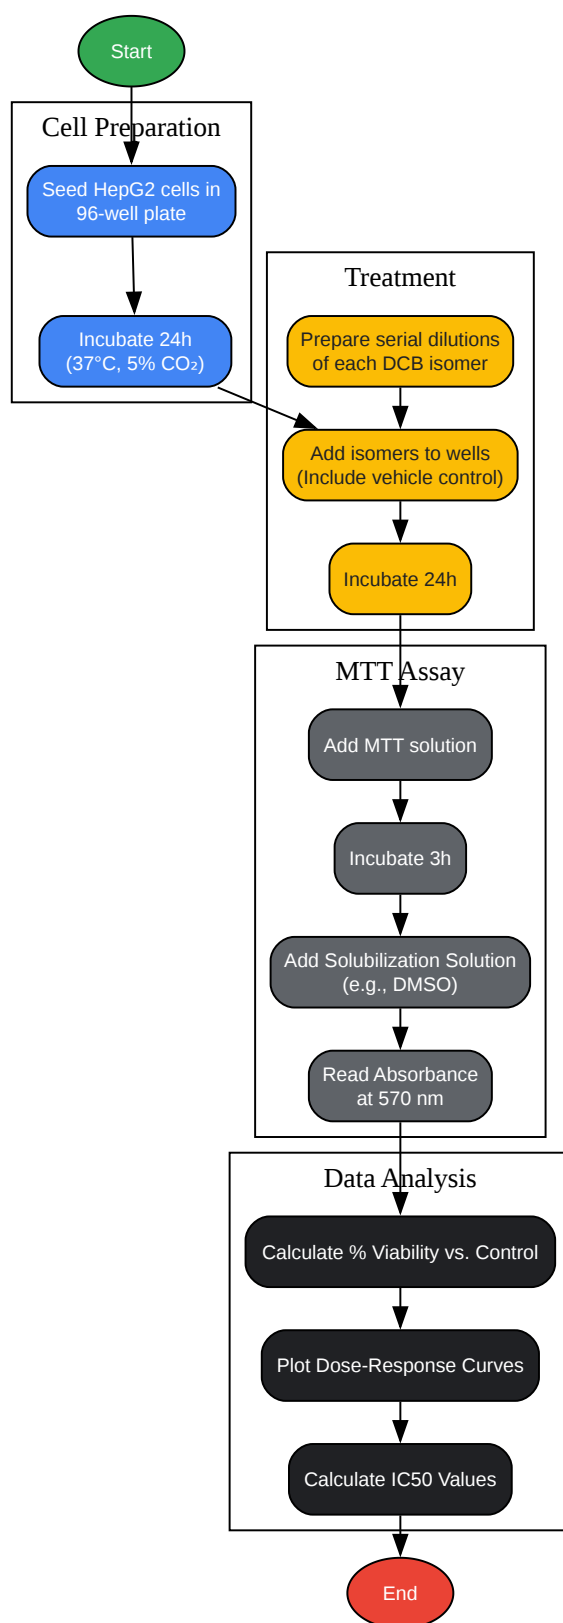 Start
Cell Preparation
Seed HepG2 cells in
96-well plate
Incubate 24h
(37°C, 5% CO₂)
Treatment
Prepare serial dilutions
of each DCB isomer
Add isomers to wells
(Include vehicle control)
Incubate 24h
MTT Assay
Add MTT solution
Incubate 3h
Add Solubilization Solution
(e.g., DMSO)
Read Absorbance
at 570 nm
Data Analysis
Calculate % Viability vs. Control
Plot Dose-Response Curves
Calculate IC50 Values
End